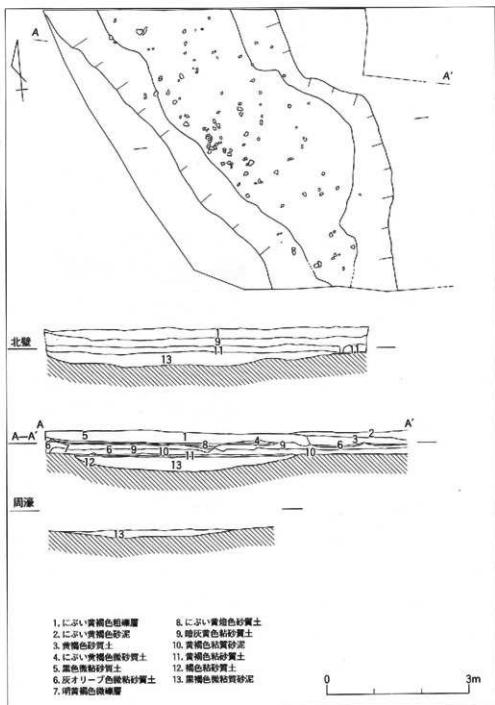 A
A'
北壁
1
9
11
13
11
A
A'
A—A'
5
1
8
4
9
2
3
6
6
9
10
6
11
10
12
13
周濠
13
1. にぶい黄褐色粗礫層
2. にぶい黄褐色砂泥
3. 黄褐色砂質土
4. にぶい黄褐色微砂質土
5. 黒色微粘砂質土
6. 灰オリーブ色微粘砂質土
7. 明黄褐色微礫層
8. にぶい黄橙色砂質土
9. 暗灰黄色粘砂質土
10. 黄褐色粘質砂泥
11. 黄褐色粘砂質土
12. 褐色粘砂質土
13. 黒褐色微粘質砂泥
0 3m